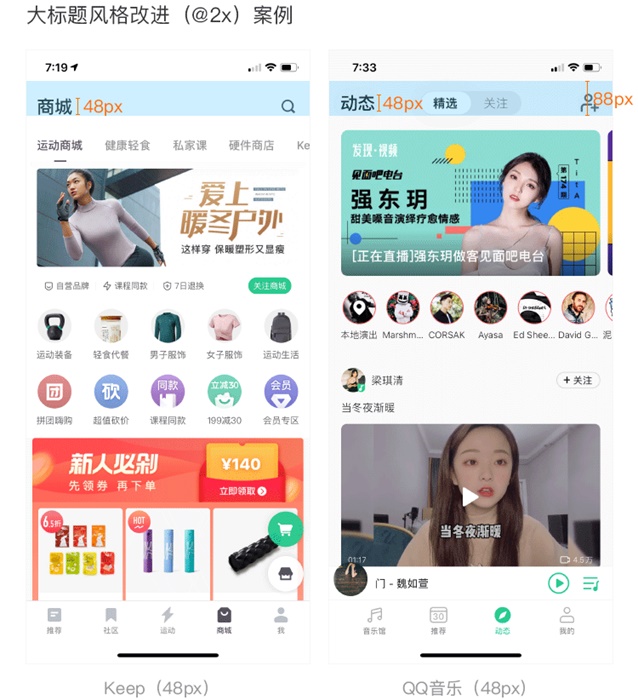 大标题风格改进（@2x）案例
7:19
商城 48px
运动商城 健康轻食 私家课 硬件商店 Ke
爱上
暖冬户外
这样穿 保暖塑形又显瘦
自营品牌 课程同款 7日退换 关注商城
运动装备 轻食代餐 男子服饰 女子服饰 运动生活
团 砍 同款 立减30 会员
拼团嗨购 超值砍价 课程同款 199减30 会员专区
新人必剁
先领券 再下单
¥140
立即领取
6.5折
HOT
推荐 社区 运动 商城 我
Keep（48px）
7:33
动态 48px 精选 关注 88px
发现·视频
见面吧电台
强东玥
甜美嗓音演绎疗愈情感
第174期
TiTA
[正在直播]强东玥做客见面吧电台
本地演出 Marshm... CORSAK Ayasa Ed Shee... David G... 泥
梁琪清
+ 关注
当冬夜渐暖
当冬夜渐暖
01:17 4.5万
门 - 魏如萱
30
音乐馆 推荐 动态 我的
QQ音乐（48px）